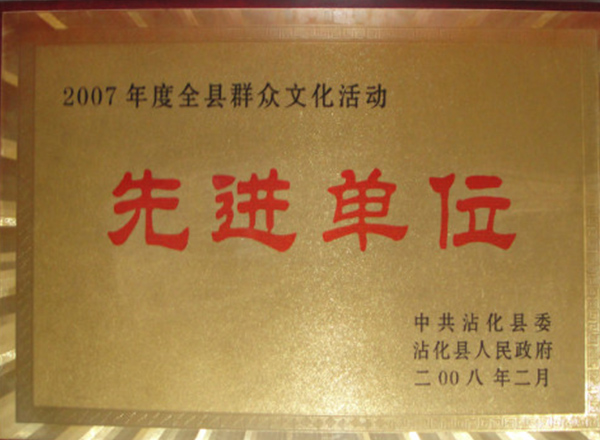 2007年度全县群众文化活动
先进单位
中共沾化县委
沾化县人民政府
二00八年二月